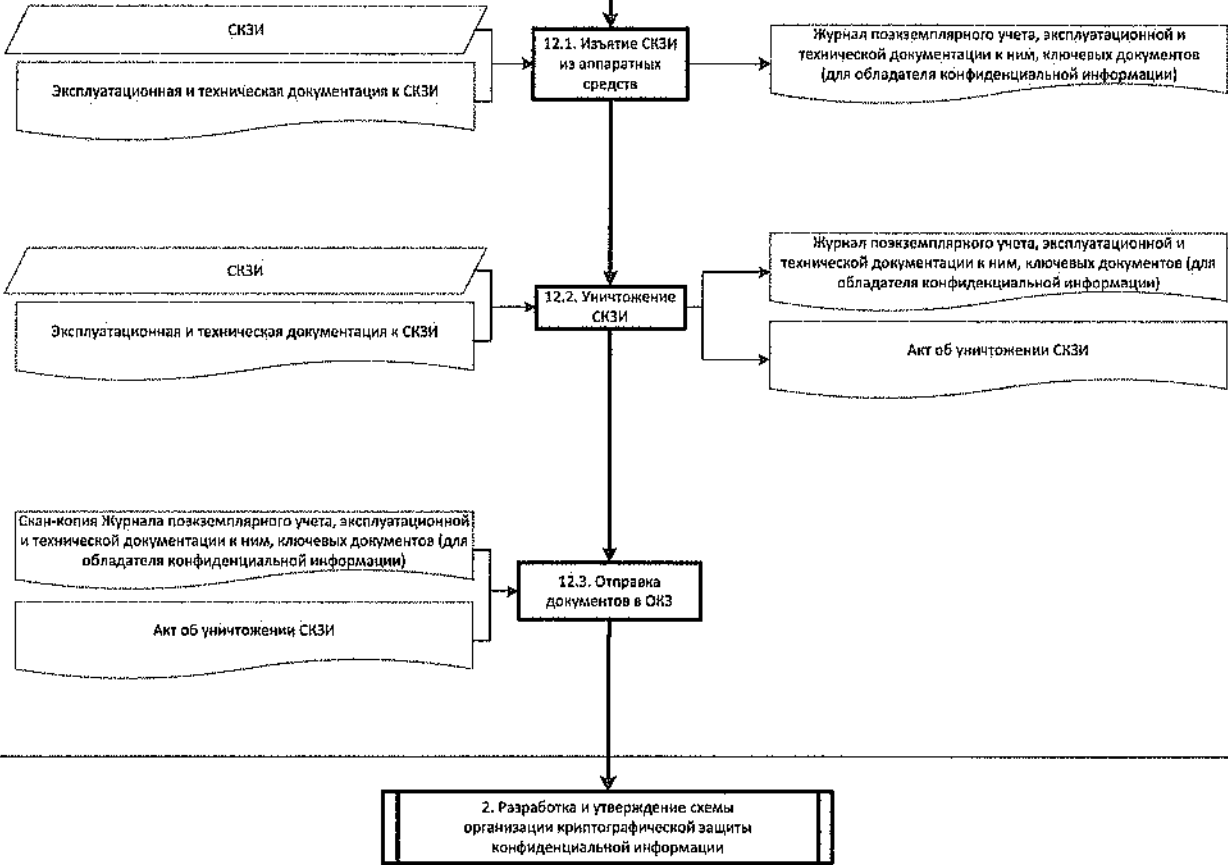 СКЗИ
Эксплуатационная и техническая документация к СКЗИ
12.1. Изъятие СКЗИ
из аппаратных
средств
Журнал поэкземплярного учета, эксплуатационной и
технической документации к ним, ключевых документов
(для обладателя конфиденциальной информации)
СКЗИ
Эксплуатационная и техническая документация к СКЗИ
12.2. Уничтожение
СКЗИ
Журнал поэкземплярного учета, эксплуатационной и
технической документации к ним, ключевых документов (для
обладателя конфиденциальной информации)
Акт об уничтожении СКЗИ
Скан-копия Журнала поэкземплярного учета, эксплуатационной
и технической документации к ним, ключевых документов (для
обладателя конфиденциальной информации)
Акт об уничтожении СКЗИ
12.3. Отправка
документов в ОКЗ
2. Разработка и утверждение схемы
организации криптографической защиты
конфиденциальной информации